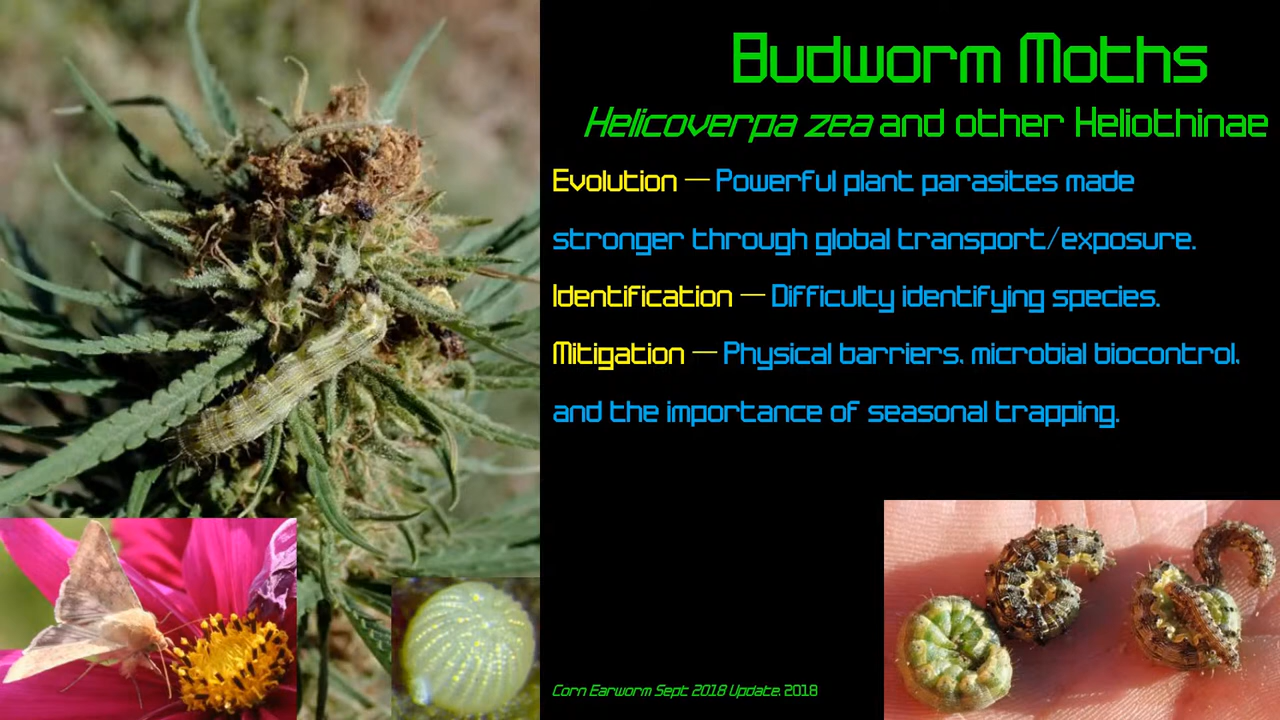 Budworm Moths
Helicoverpa zea and other Heliothinae
Evolution — Powerful plant parasites made
stronger through global transport/exposure.
Identification — Difficulty identifying species.
Mitigation — Physical barriers, microbial biocontrol,
and the importance of seasonal trapping.
Corn Earworm Sept 2018 Update. 2018